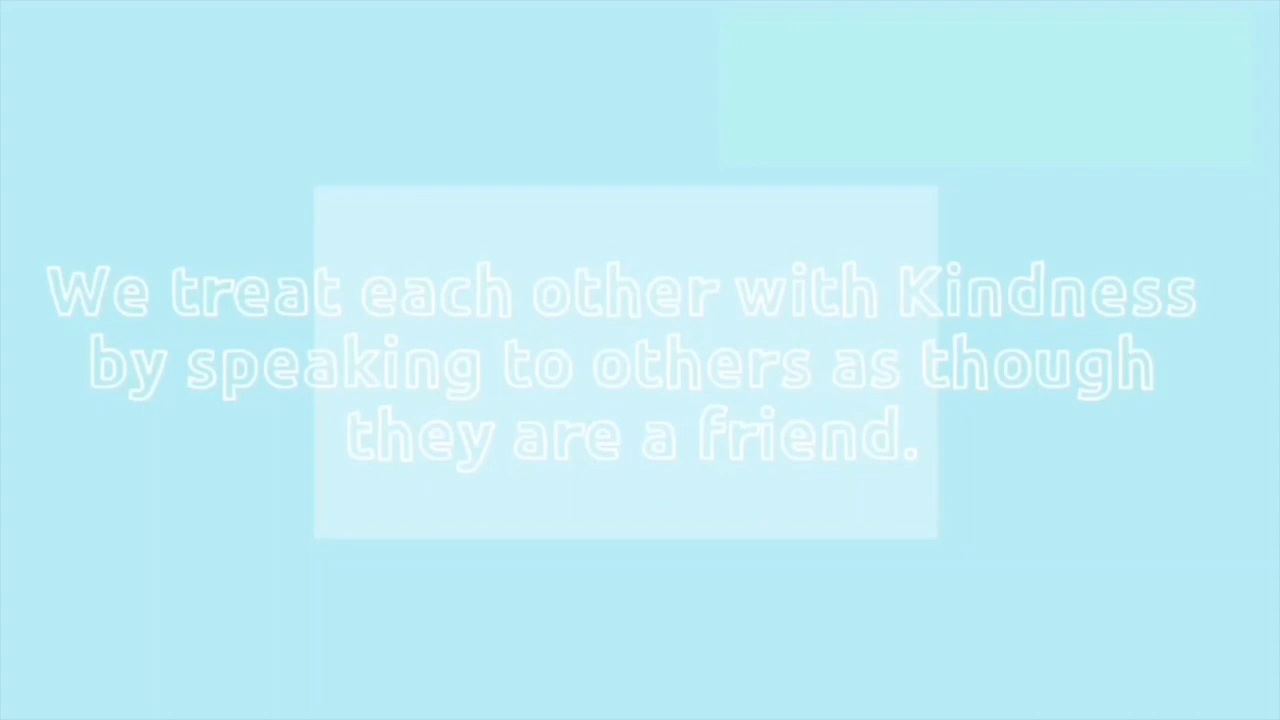 We treat each other with Kindness
by speaking to others as though
they are a friend.